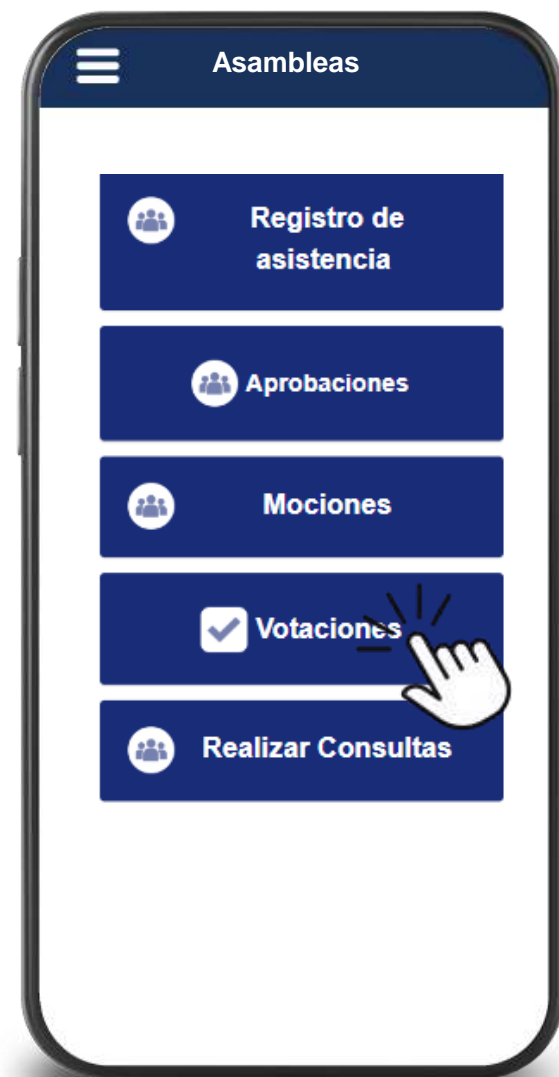 Asambleas
Registro de
asistencia
Aprobaciones
Mociones
Votaciones
Realizar Consultas